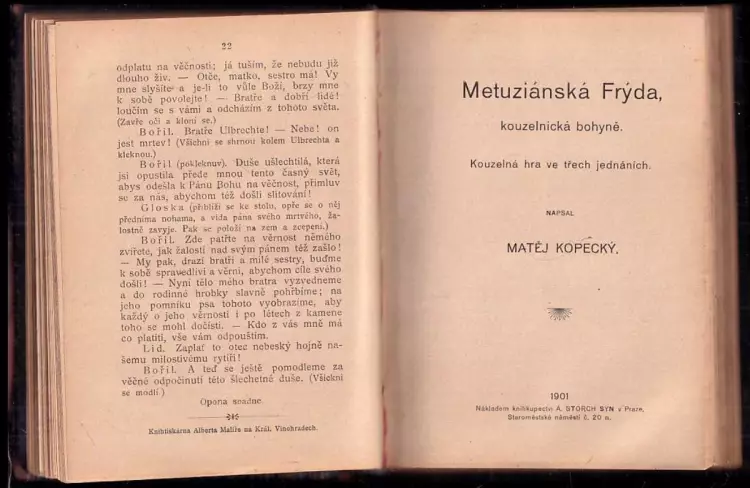 22
odplatu na věčnosti; já tuším, že nebudu již
dlouho živ. — Otče, matko, sestro má! Vy
mne slyšíte a je-li to vůle Boží, brzy mne
k sobě povolejte! — Bratře a dobří lidé!
loučím se s vámi a odcházím z tohoto světa.
(Zavře oči a kloní se.)
Bořil. Bratře Ulbrechte! — Nebe! on
jest mrtev! (Všichni se shrnou kolem Ulbrechta a
kleknou.)
Bořil (pokleknuv). Duše ušlechtilá, která
jsi opustila přede mnou tento časný svět,
abys odešla k Pánu Bohu na věčnost, přimluv
se za nás, abychom též došli slitování!
Gloska (přiblíží se ke stolu, opře se o něj
předníma nohama, a vida pána svého mrtvého, ža-
lostně zavyje. Pak se položí na zem a zcepení.)
Bořil. Zde patřte na věrnost němého
zvířete, jak žalostí nad svým pánem též zašlo!
— My pak, drazí bratři a milé sestry, buďme
k sobě spravedliví a věrní, abychom cíle svého
došli! — Nyní tělo mého bratra vyzvedneme
a do rodinné hrobky slavně pohřbíme; na
jeho pomníku psa tohoto vyobrazíme, aby
každý o jeho věrnosti i po létech z kamene
toho se mohl dočísti. — Kdo z vás mně má
co platiti, vše vám odpouštím.
Lid. Zaplať to otec nebeský hojně na-
šemu milostivému rytíři!
Bořil. A teď se ještě pomodleme za
věčné odpočinutí této šlechetné duše. (Všickni
se modlí.)
Opona spadne.
Knihtiskárna Alberta Malíře na Král. Vinohradech.
Metuziánská Frýda,
kouzelnická bohyně.
Kouzelná hra ve třech jednáních.
NAPSAL
MATĚJ KOPECKÝ.
1901
Nákladem knihkupectví A. STORCH SYN v Praze,
Staroměstské náměstí č. 20 n.